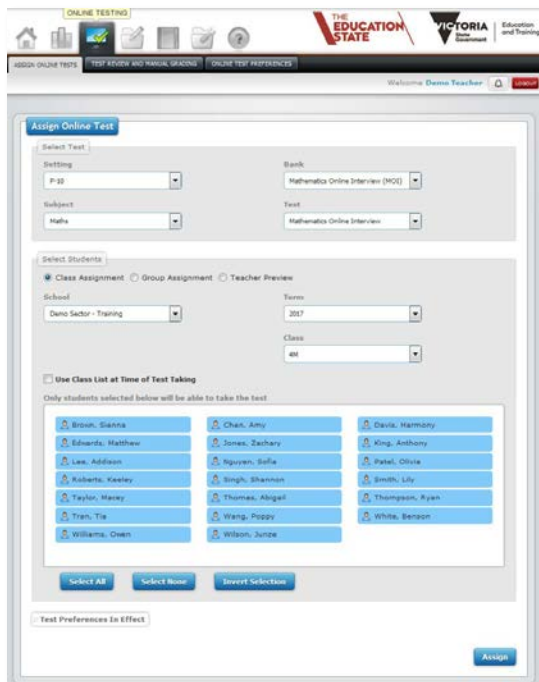 ONLINE TESTING
THE EDUCATION STATE
VICTORIA State Government
Education and Training
ASSIGN ONLINE TESTS TEST REVIEW AND MANUAL GRADING ONLINE TEST PREFERENCES
Welcome Demo Teacher LOGOUT
Assign Online Test
Select Test
Setting Bank
P-10 Mathematics Online Interview (MOI)
Subject Test
Maths Mathematics Online Interview
Select Students
Class Assignment Group Assignment Teacher Preview
School Term
Demo Sector - Training 2017
Class
4M
Use Class List at Time of Test Taking
Only students selected below will be able to take the test
Brown, Sianna Chan, Amy Davis, Harmony
Edwards, Matthew Jones, Zachary King, Anthony
Lee, Addison Nguyen, Sofia Patel, Olivia
Roberts, Keeley Singh, Shannon Smith, Lily
Taylor, Macey Thomas, Abigail Thompson, Ryan
Tran, Tia Wang, Poppy White, Benson
Williams, Owen Wilson, Junze
Select All Select None Invert Selection
Test Preferences In Effect
Assign